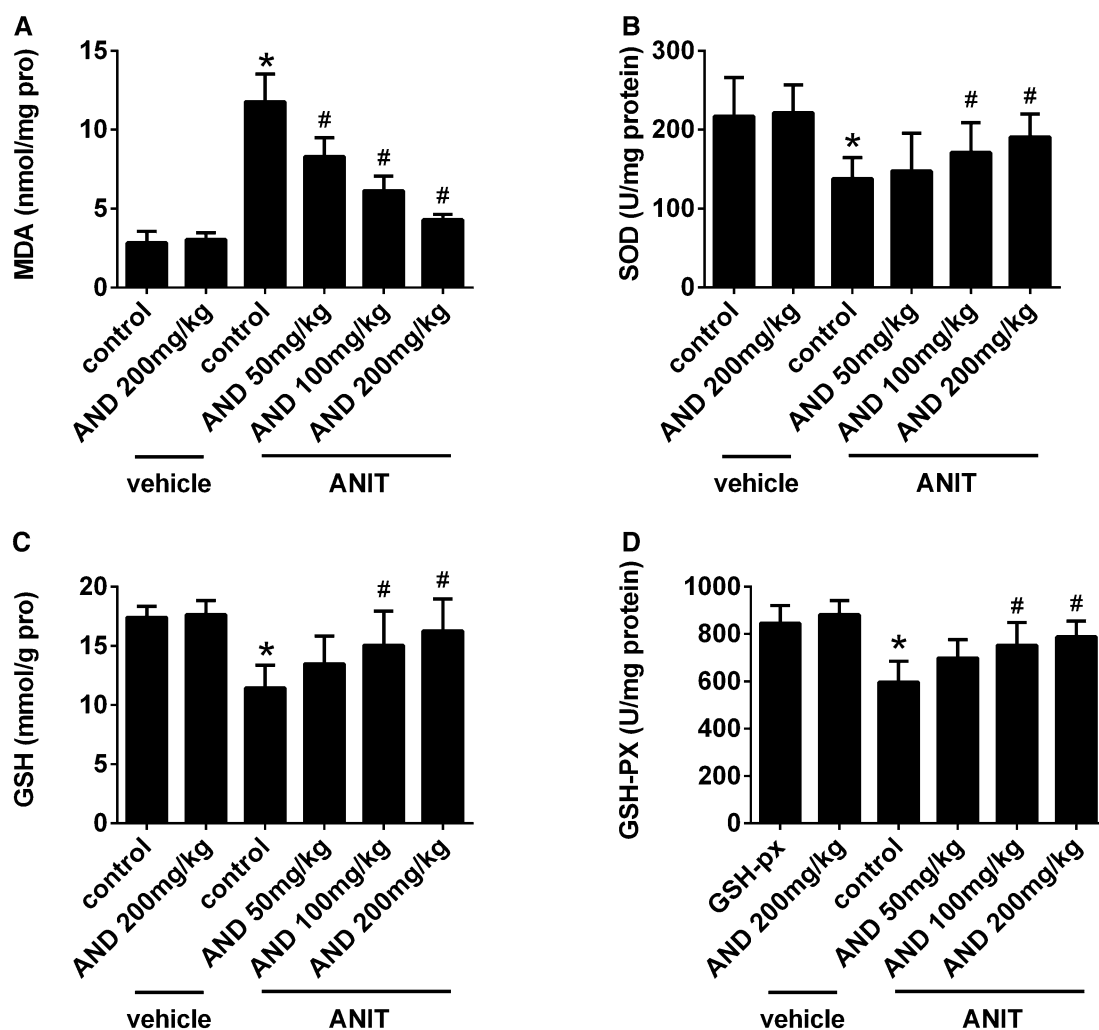 A
MDA (nmol/mg pro)
15
10
5
0
*
#
#
#
control
AND 200mg/kg
control
AND 50mg/kg
AND 100mg/kg
AND 200mg/kg
vehicle
ANIT
B
SOD (U/mg protein)
300
200
100
0
*
#
#
control
AND 200mg/kg
control
AND 50mg/kg
AND 100mg/kg
AND 200mg/kg
vehicle
ANIT
C
GSH (mmol/g pro)
20
15
10
5
0
*
#
#
control
AND 200mg/kg
control
AND 50mg/kg
AND 100mg/kg
AND 200mg/kg
vehicle
ANIT
D
GSH-PX (U/mg protein)
1000
800
600
400
200
0
*
#
#
GSH-px
AND 200mg/kg
control
AND 50mg/kg
AND 100mg/kg
AND 200mg/kg
vehicle
ANIT